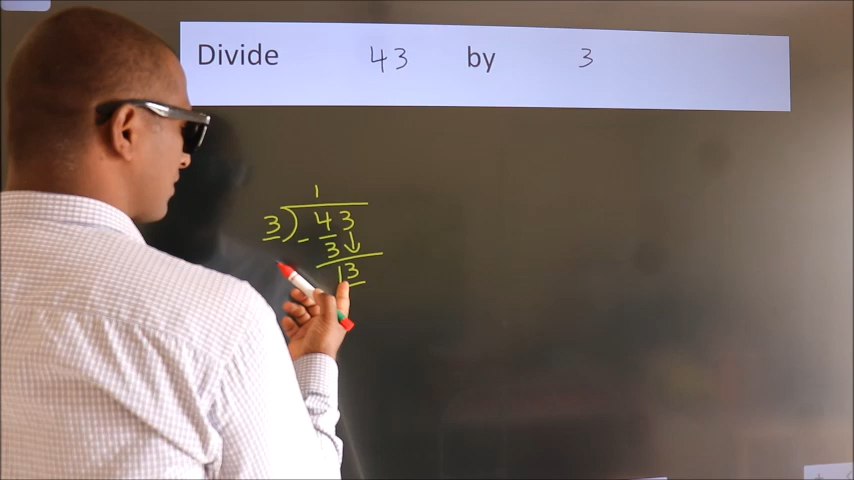 Divide 43 by 3
1
3 ) 43
- 3 ↓
13